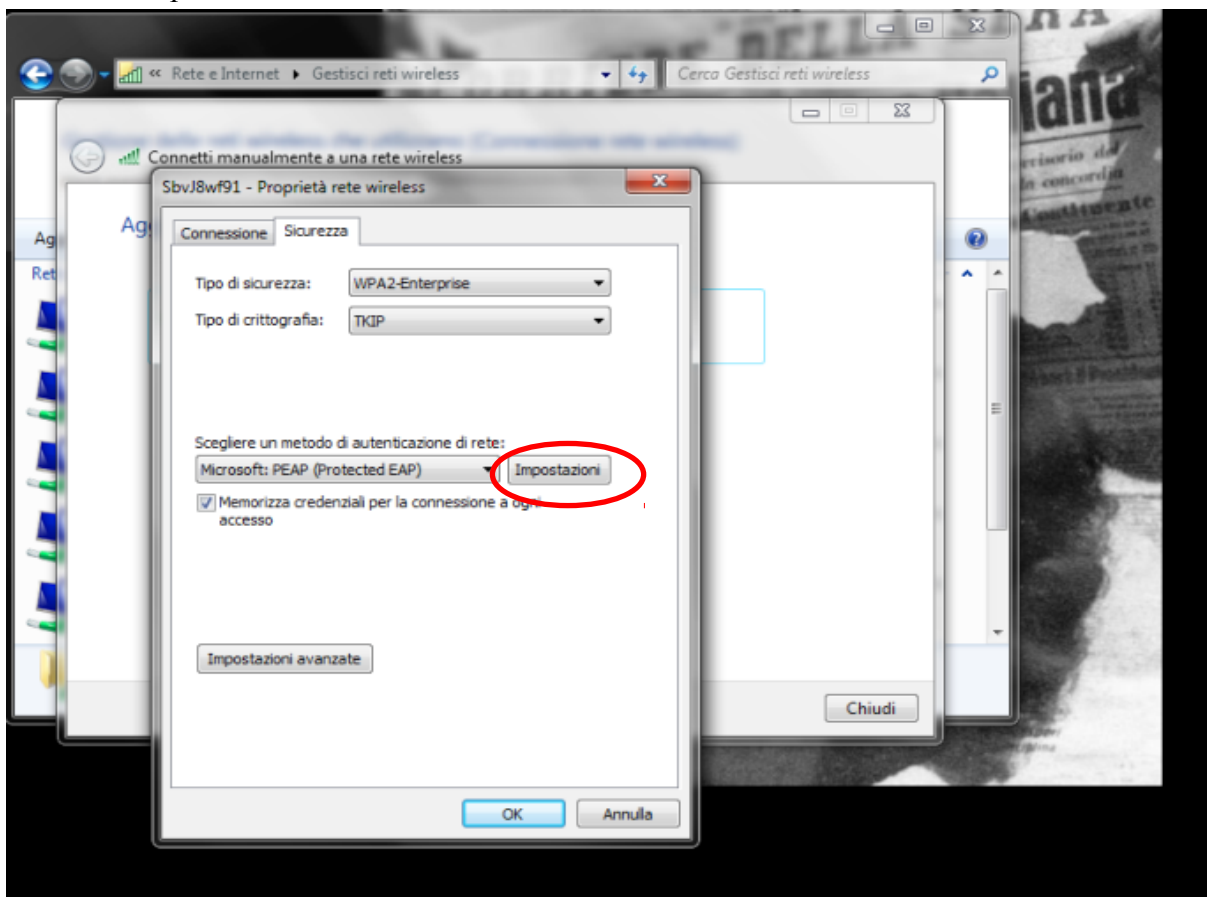 DELLA
« Rete e Internet ▸ Gestisci reti wireless
Cerca Gestisci reti wireless
iana
concordia
Connetti manualmente a una rete wireless
SbvJ8wf91 - Proprietà rete wireless
Ag
Ret
Ag
Connessione
Sicurezza
Tipo di sicurezza:
WPA2-Enterprise
Tipo di crittografia:
TKIP
Scegliere un metodo di autenticazione di rete:
Microsoft: PEAP (Protected EAP)
Impostazioni
Memorizza credenziali per la connessione a ogni
accesso
Impostazioni avanzate
Chiudi
OK
Annulla